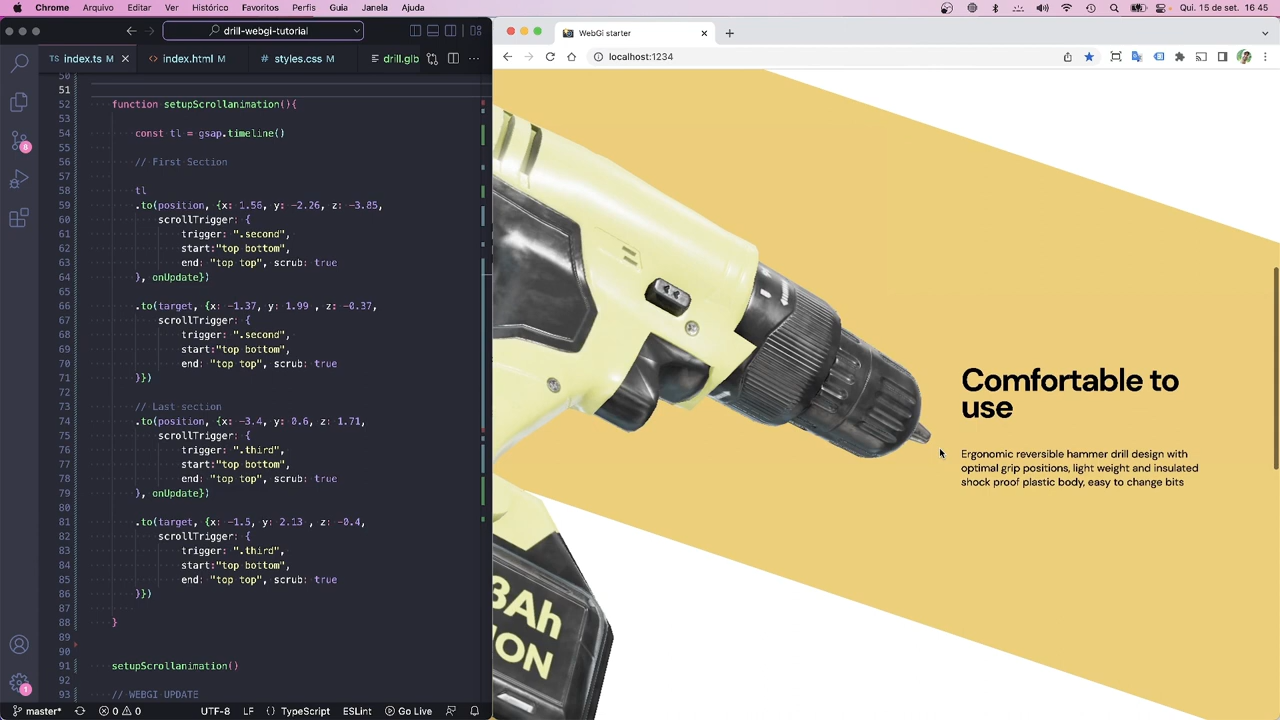 Chrome Arquivo Editar Ver Histórico Favoritos Perfis Guia Janela Ajuda
Qui. 15 de set. 16:45
drill-webgi-tutorial
TS index.ts M
<> index.html M
# styles.css M
drill.glb
50
51
52 function setupScrollanimation(){
53
54 const tl = gsap.timeline()
55
56 // First Section
57
58 tl
59 .to(position, {x: 1.56, y: -2.26, z: -3.85,
60 scrollTrigger: {
61 trigger: ".second",
62 start:"top bottom",
63 end: "top top", scrub: true
64 }, onUpdate})
65
66 .to(target, {x: -1.37, y: 1.99 , z: -0.37,
67 scrollTrigger: {
68 trigger: ".second",
69 start:"top bottom",
70 end: "top top", scrub: true
71 }})
72
73 // Last section
74 .to(position, {x: -3.4, y: 0.6, z: 1.71,
75 scrollTrigger: {
76 trigger: ".third",
77 start:"top bottom",
78 end: "top top", scrub: true
79 }, onUpdate})
80
81 .to(target, {x: -1.5, y: 2.13 , z: -0.4,
82 scrollTrigger: {
83 trigger: ".third",
84 start:"top bottom",
85 end: "top top", scrub: true
86 }})
87
88 }
89
90
91 setupScrollanimation()
92
93 // WEBGI UPDATE
8
1
master* 0 0 UTF-8 LF {} TypeScript ESLint Go Live
WebGi starter
localhost:1234
Comfortable to
use
Ergonomic reversible hammer drill design with
optimal grip positions, light weight and insulated
shock proof plastic body, easy to change bits
3Ah
ION